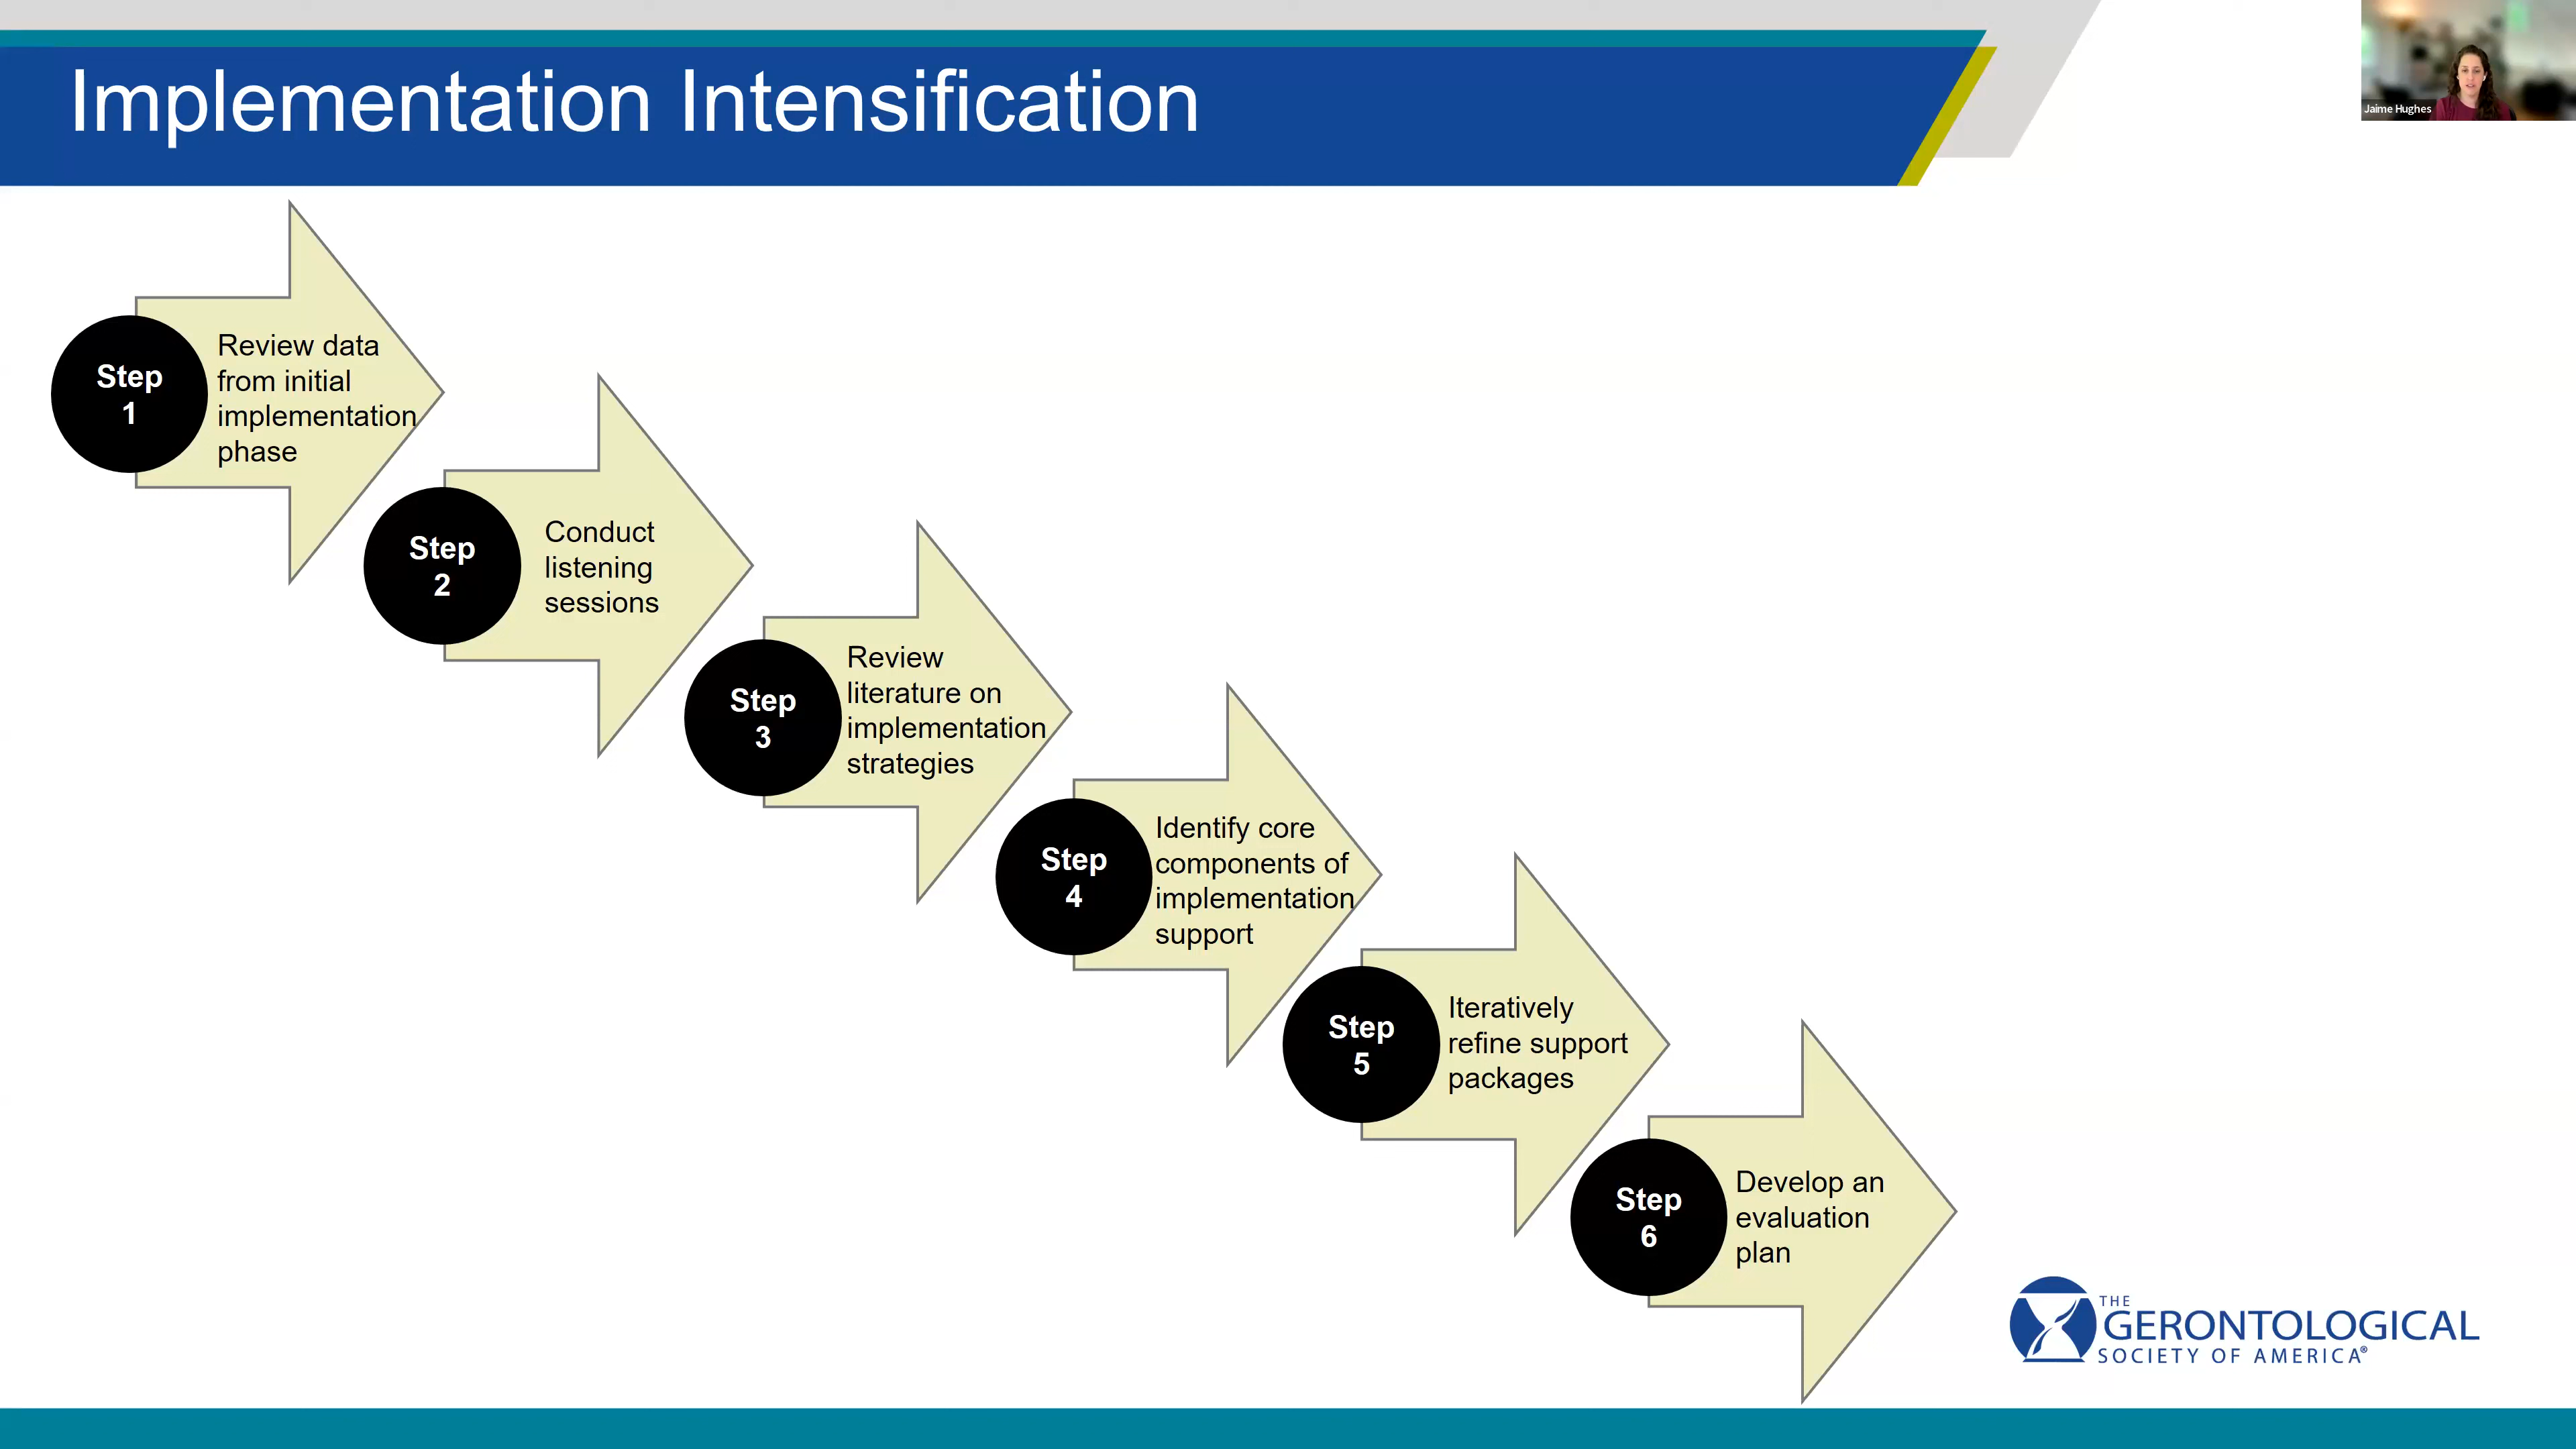 Implementation Intensification
Jaime Hughes
Step
1
Review data
from initial
implementation
phase
Step
2
Conduct
listening
sessions
Step
3
Review
literature on
implementation
strategies
Step
4
Identify core
components of
implementation
support
Step
5
Iteratively
refine support
packages
Step
6
Develop an
evaluation
plan
THE
GERONTOLOGICAL
SOCIETY OF AMERICA®